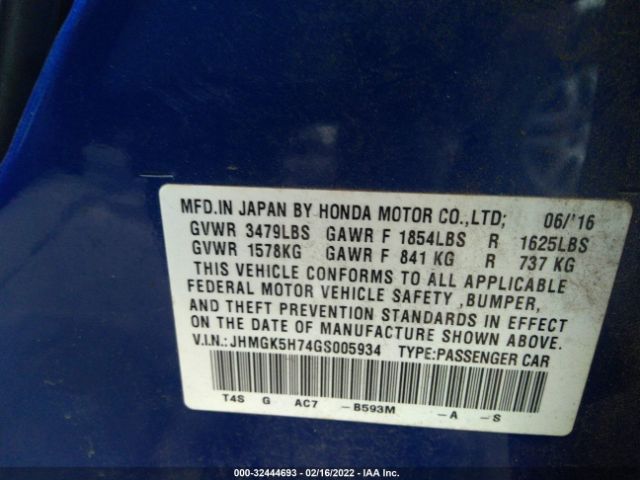 MFD.IN JAPAN BY HONDA MOTOR CO.,LTD; 06/'16
GVWR 3479LBS GAWR F 1854LBS R 1625LBS
GVWR 1578KG GAWR F 841 KG R 737 KG
THIS VEHICLE CONFORMS TO ALL APPLICABLE
FEDERAL MOTOR VEHICLE SAFETY ,BUMPER,
AND THEFT PREVENTION STANDARDS IN EFFECT
ON THE DATE OF MANUFACTURE SHOWN ABOVE.
V.I.N.:JHMGK5H74GS005934 TYPE:PASSENGER CAR
T4S G AC7 -B593M -A -S
000-32444693 - 02/16/2022 - IAA Inc.